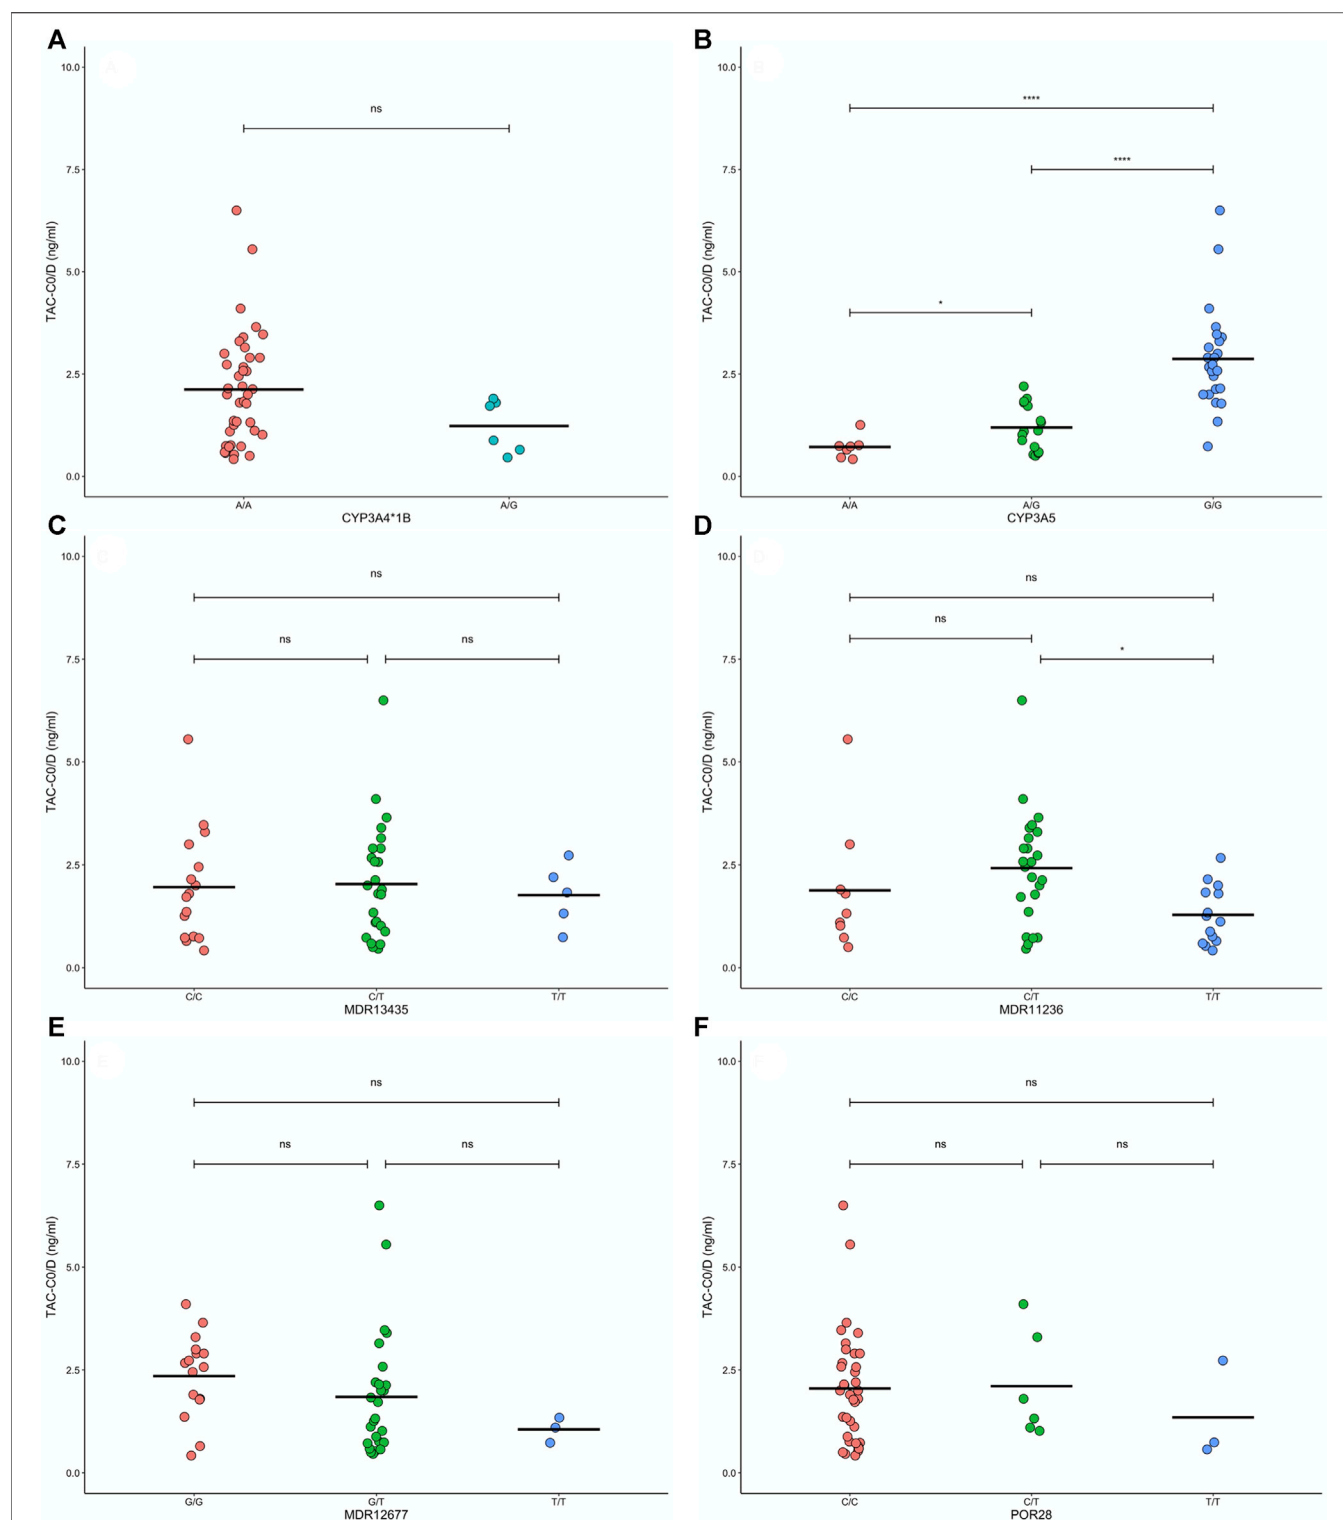 A
B
10.0
7.5
5.0
2.5
0.0
TAC-C0/D (ng/ml)
ns
A/A
A/G
CYP3A4*1B
10.0
7.5
5.0
2.5
0.0
TAC-C0/D (ng/ml)
****
****
*
A/A
A/G
G/G
CYP3A5
C
D
10.0
7.5
5.0
2.5
0.0
TAC-C0/D (ng/ml)
ns
ns
ns
C/C
C/T
T/T
MDR13435
10.0
7.5
5.0
2.5
0.0
TAC-C0/D (ng/ml)
ns
ns
*
C/C
C/T
T/T
MDR11236
E
F
10.0
7.5
5.0
2.5
0.0
TAC-C0/D (ng/ml)
ns
ns
ns
G/G
G/T
T/T
MDR12677
10.0
7.5
5.0
2.5
0.0
TAC-C0/D (ng/ml)
ns
ns
ns
C/C
C/T
T/T
POR28